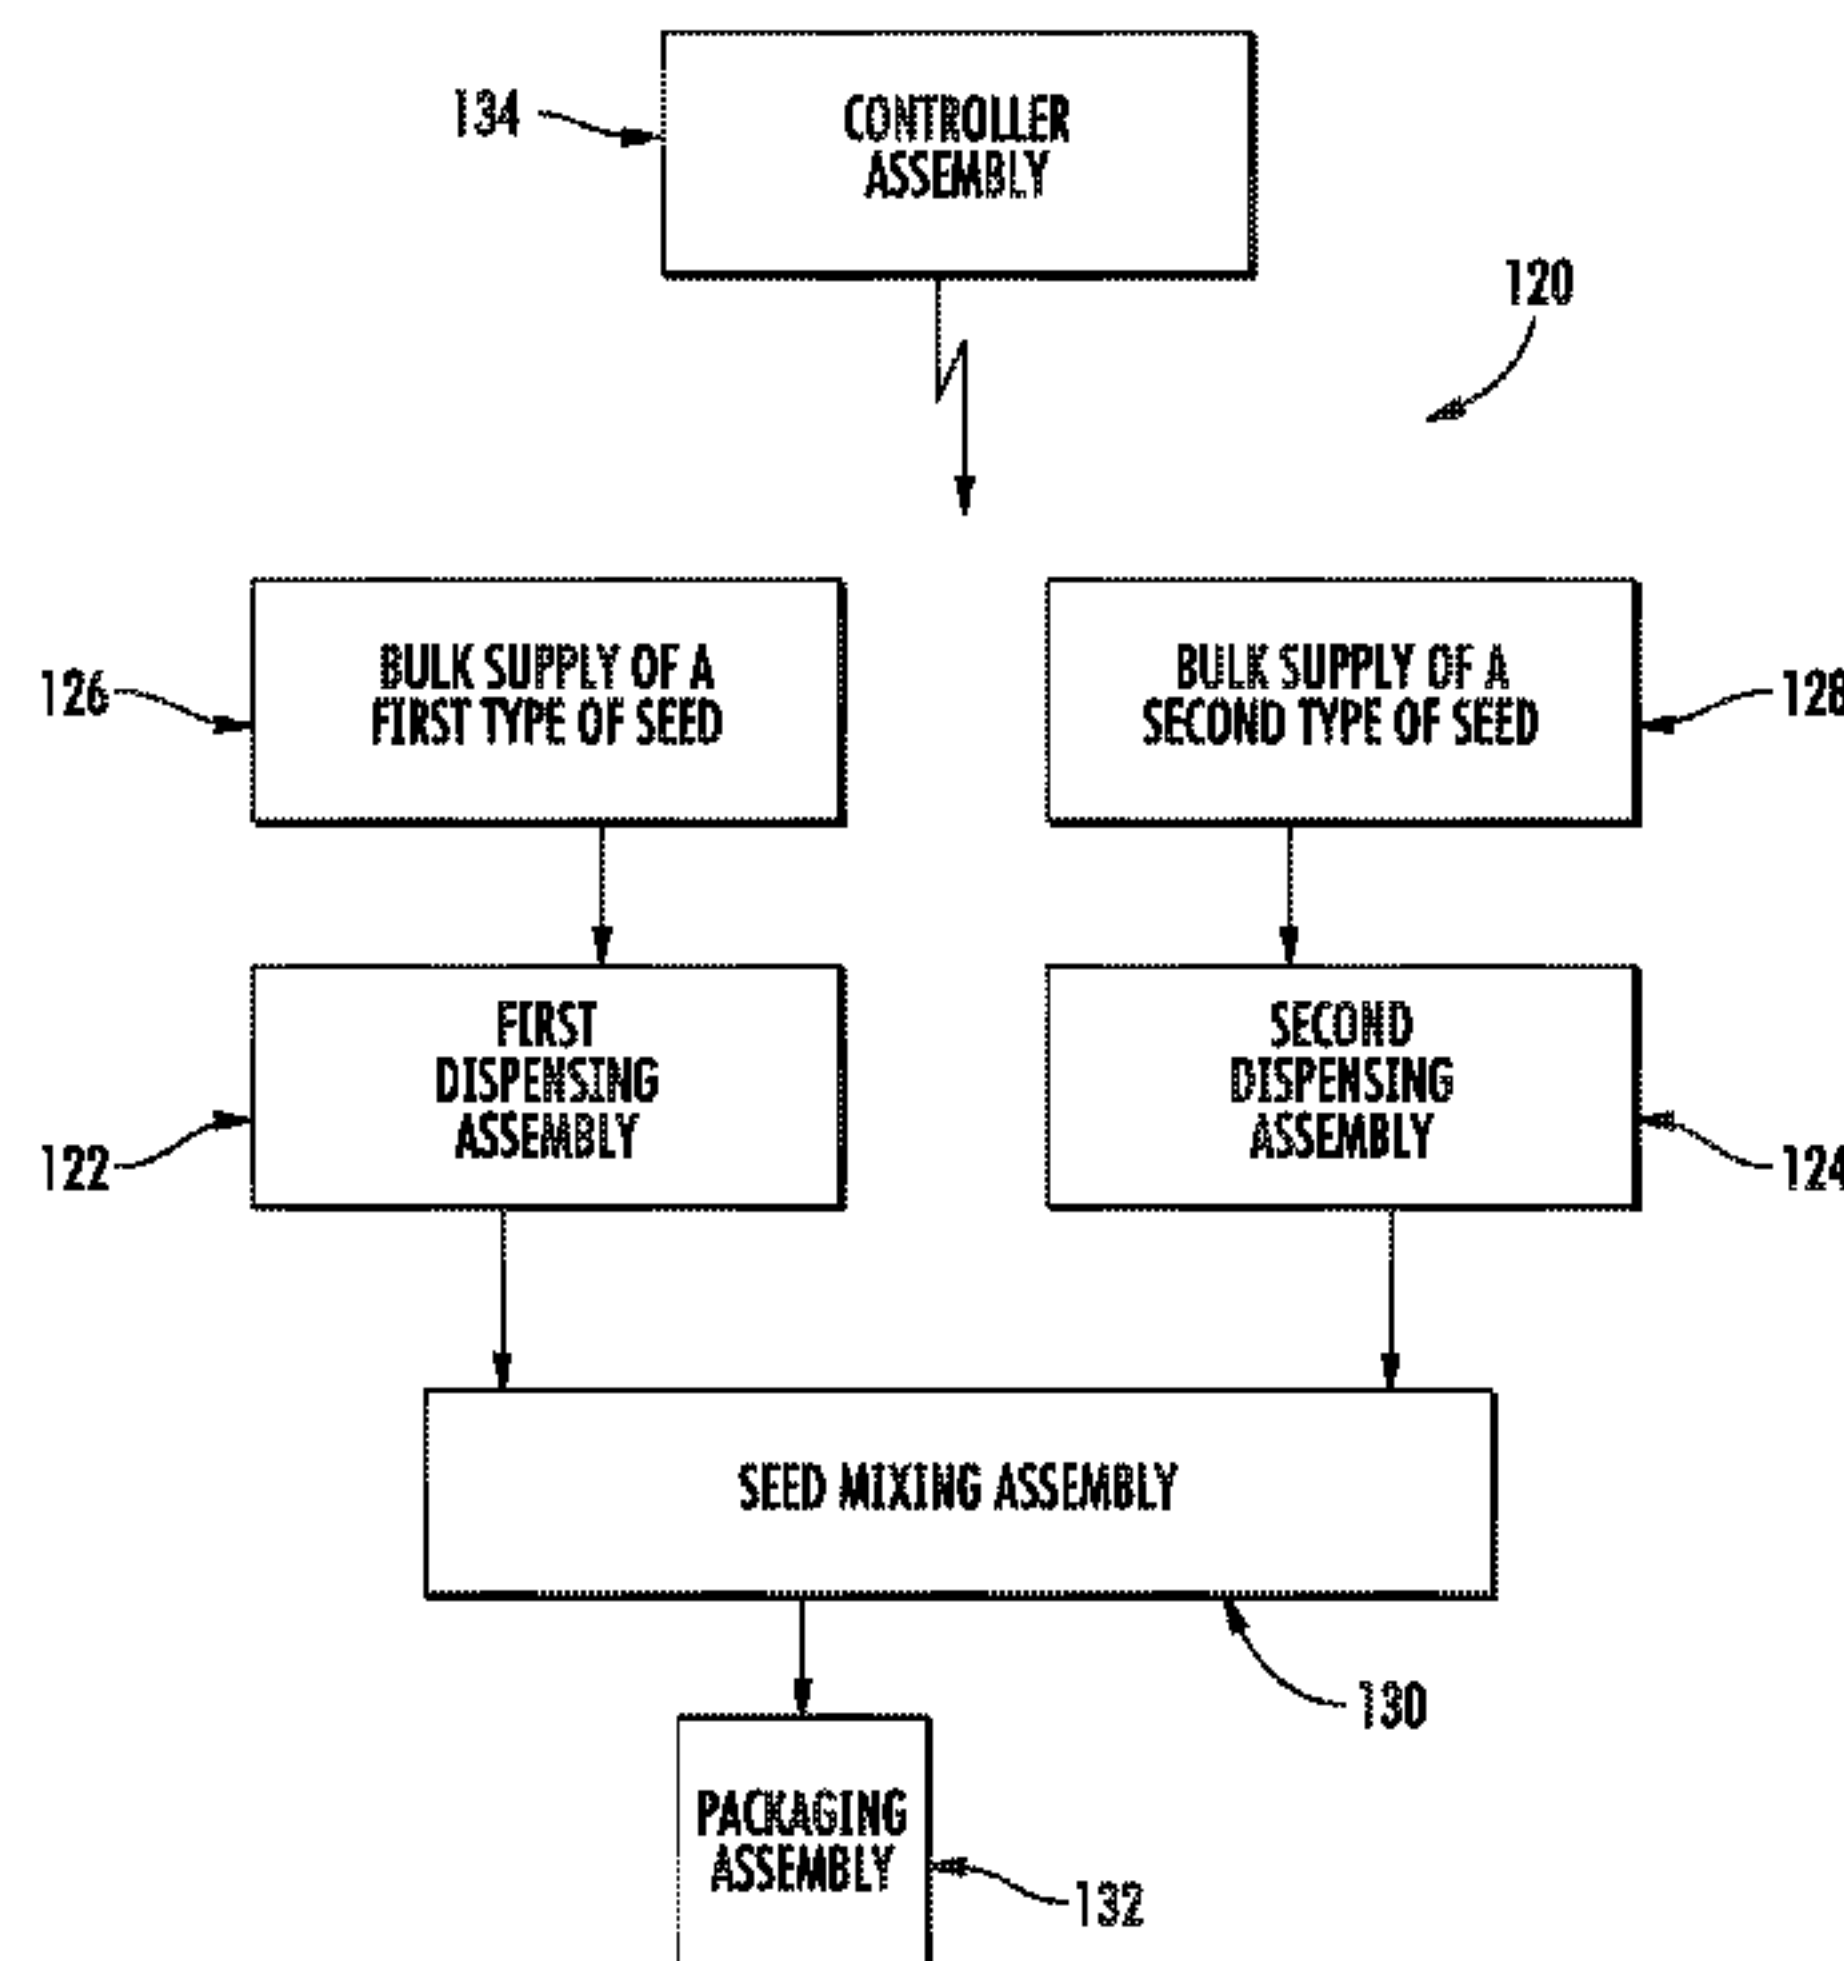 134
CONTROLLER
ASSEMBLY
120
126
BULK SUPPLY OF A
FIRST TYPE OF SEED
BULK SUPPLY OF A
SECOND TYPE OF SEED
128
122
FIRST
DISPENSING
ASSEMBLY
SECOND
DISPENSING
ASSEMBLY
124
SEED MIXING ASSEMBLY
130
PACKAGING
ASSEMBLY
132